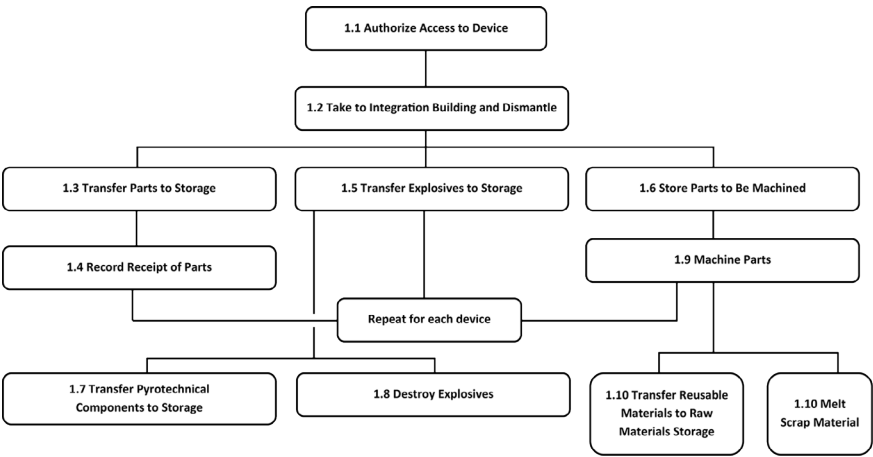 1.1 Authorize Access to Device
1.2 Take to Integration Building and Dismantle
1.3 Transfer Parts to Storage
1.5 Transfer Explosives to Storage
1.6 Store Parts to Be Machined
1.4 Record Receipt of Parts
1.9 Machine Parts
Repeat for each device
1.7 Transfer Pyrotechnical
Components to Storage
1.8 Destroy Explosives
1.10 Transfer Reusable
Materials to Raw
Materials Storage
1.10 Melt
Scrap Material